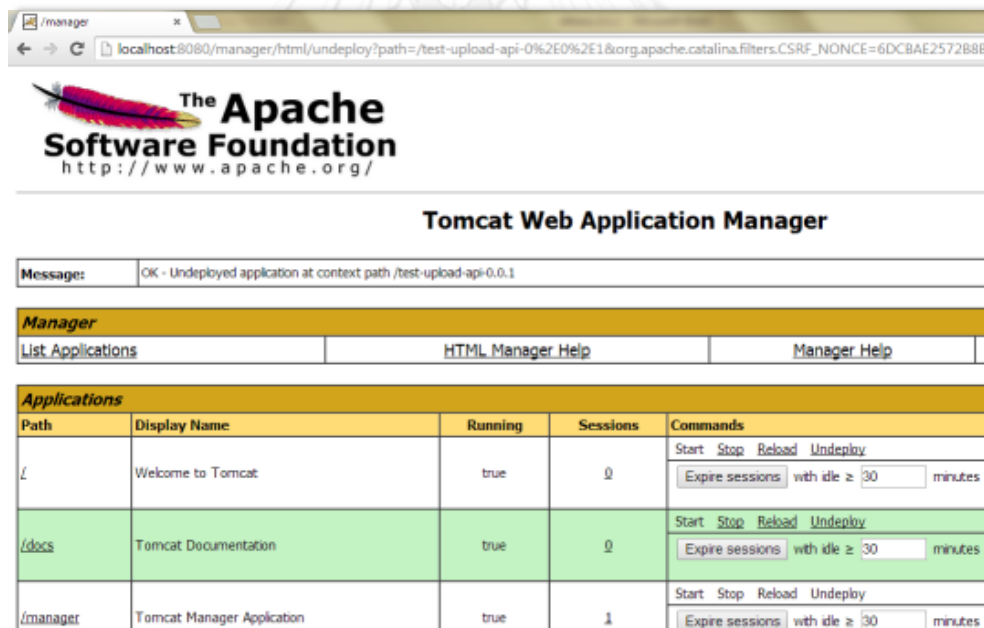 /manager
localhost:8080/manager/html/undeploy?path=/test-upload-api-0%2E0%2E1&org.apache.catalina.filters.CSRF_NONCE=6DCBAE2572B8
The Apache
Software Foundation
http://www.apache.org/
Tomcat Web Application Manager
Message: OK - Undeployed application at context path /test-upload-api-0.0.1
Manager
List Applications HTML Manager Help Manager Help
Applications
Path Display Name Running Sessions Commands
Start Stop Reload Undeploy
/ Welcome to Tomcat true 0
Expire sessions with idle ≥ 30 minutes
Start Stop Reload Undeploy
/docs Tomcat Documentation true 0
Expire sessions with idle ≥ 30 minutes
Start Stop Reload Undeploy
/manager Tomcat Manager Application true 1
Expire sessions with idle ≥ 30 minutes